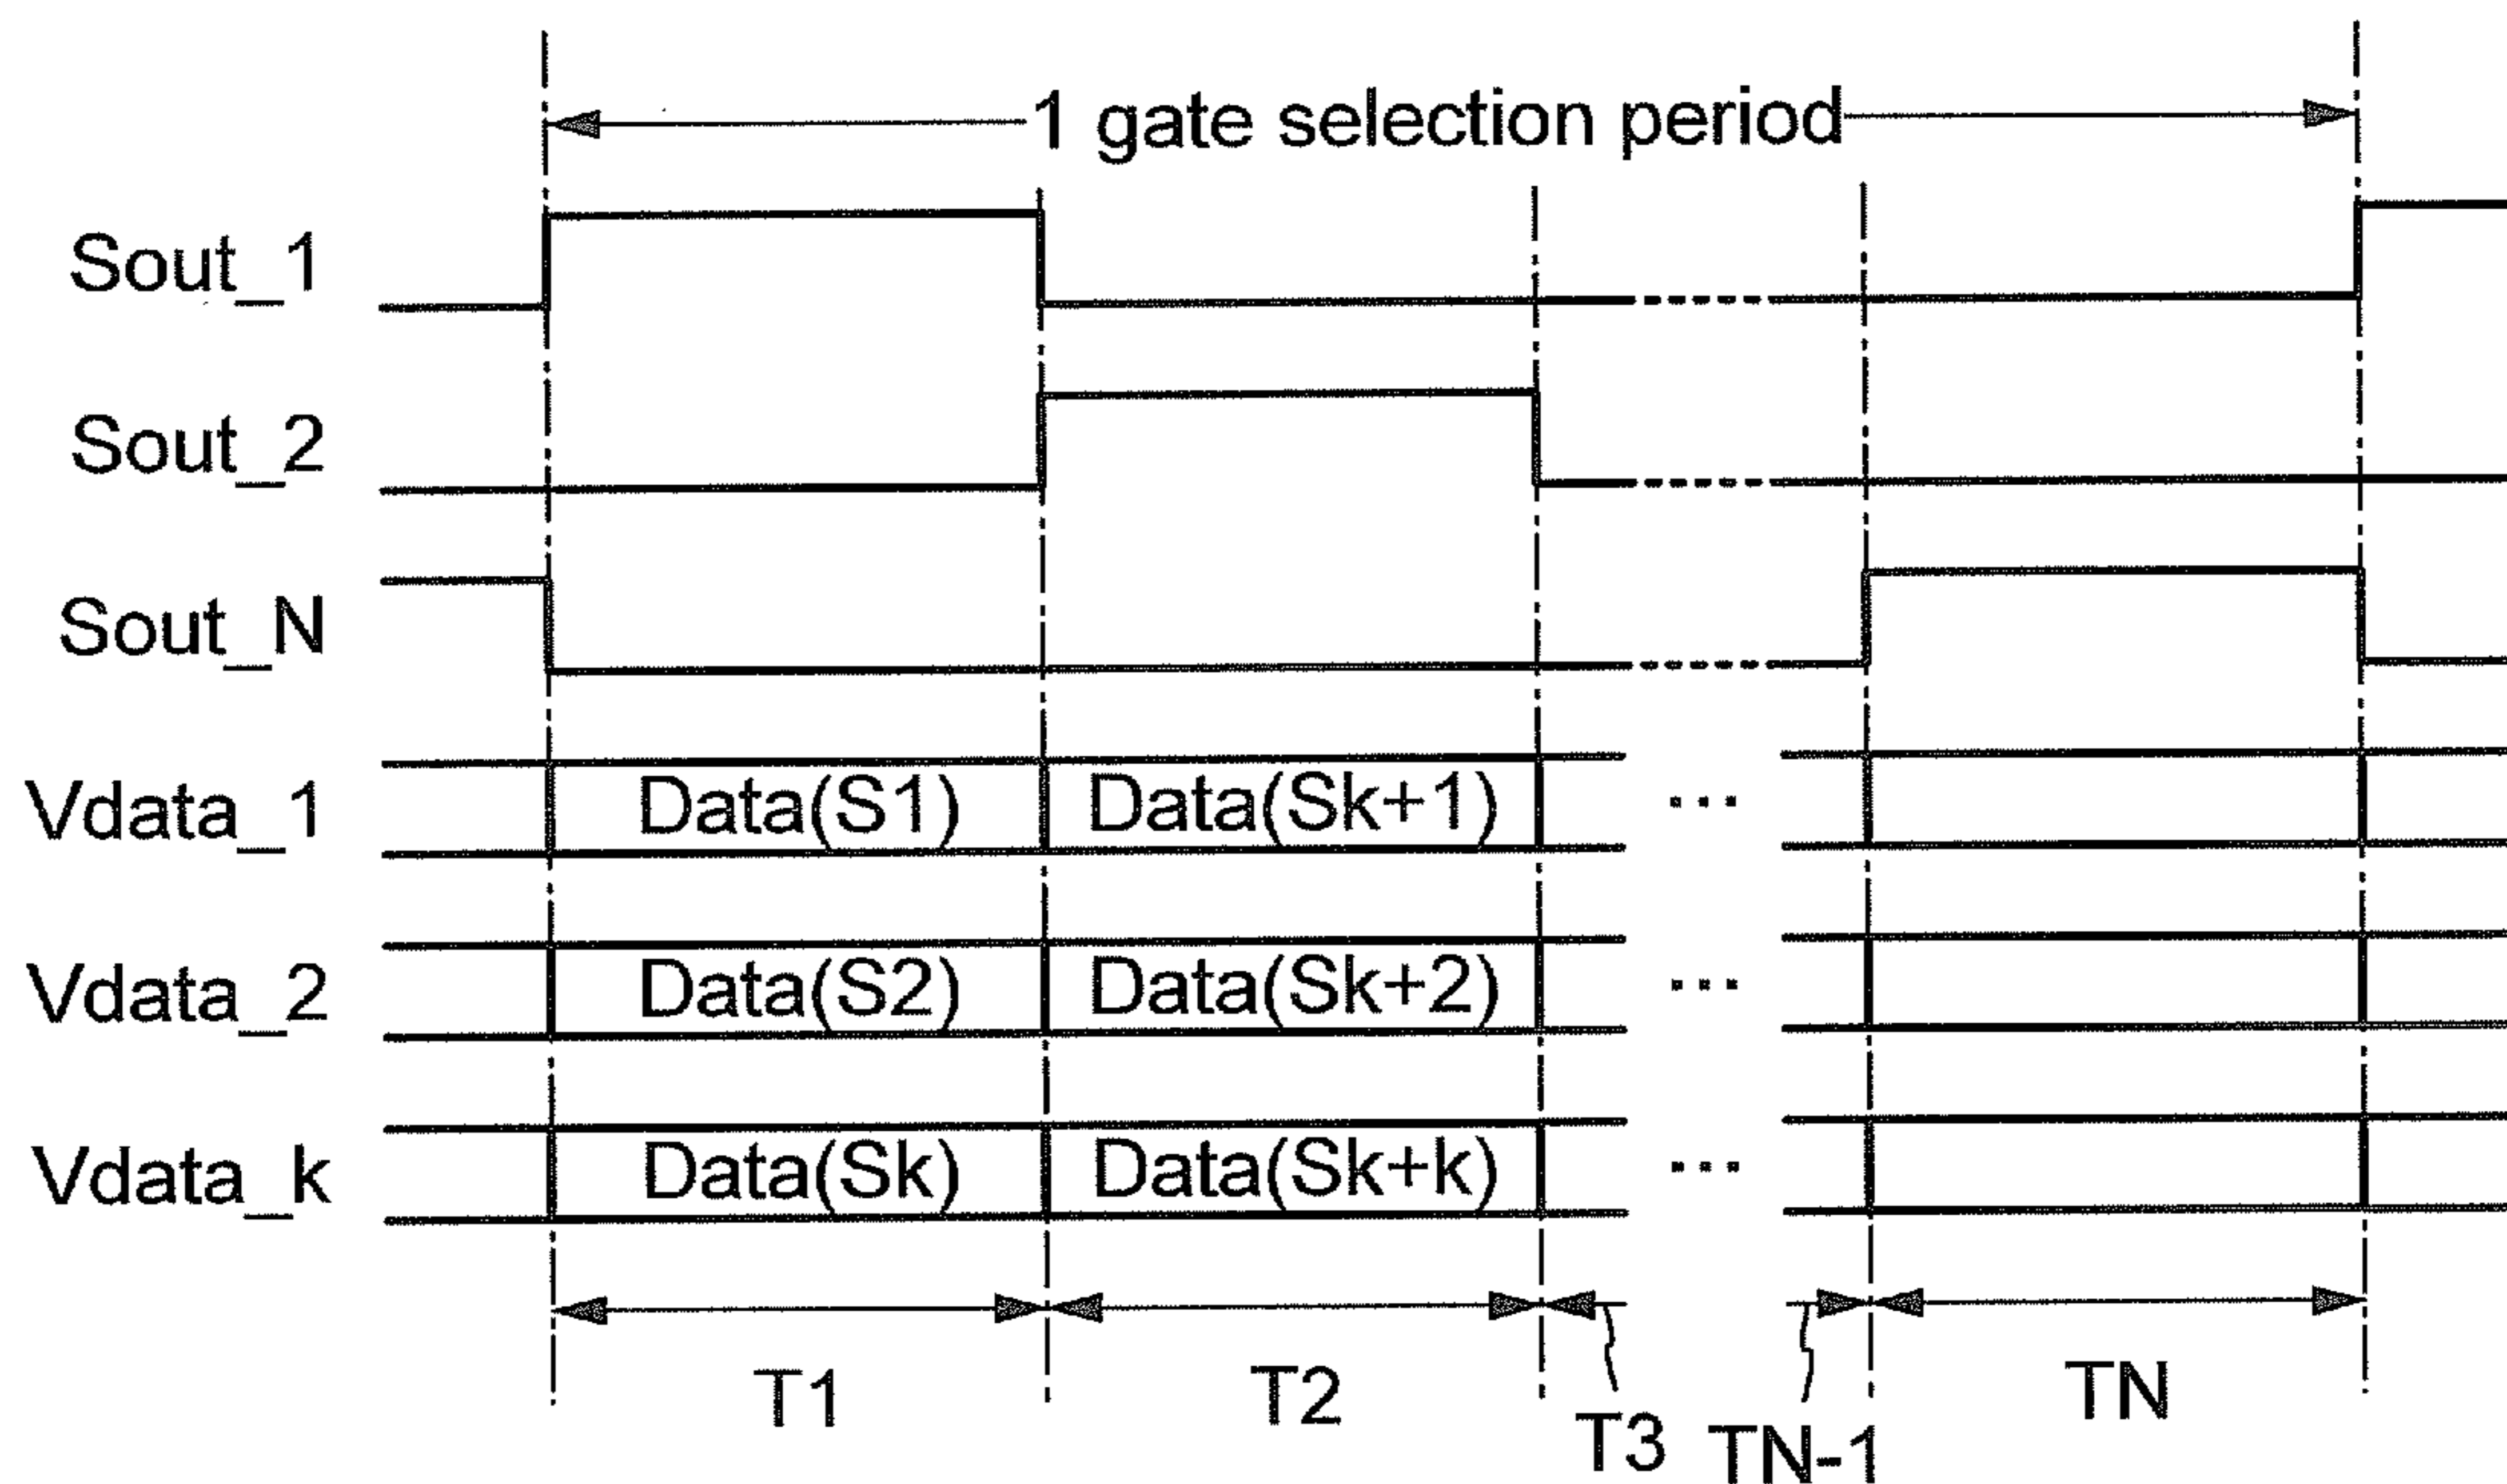 1 gate selection period
Sout_1
Sout_2
Sout_N
Vdata_1 Data(S1) Data(Sk+1) ...
Vdata_2 Data(S2) Data(Sk+2) ...
Vdata_k Data(Sk) Data(Sk+k) ...
T1 T2 T3 TN-1 TN